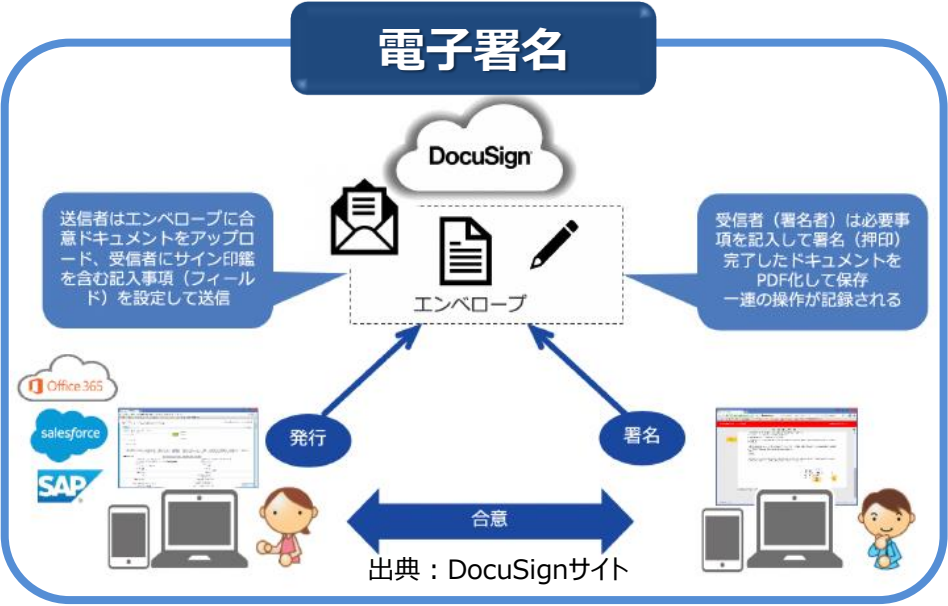 電子署名
DocuSign
送信者はエンベロープに合
意ドキュメントをアップロ
ード、受信者にサイン印鑑
を含む記入事項（フィール
ド）を設定して送信
受信者（署名者）は必要事
項を記入して署名（押印）
完了したドキュメントを
PDF化して保存
一連の操作が記録される
エンベロープ
Office 365
salesforce
SAP
発行
署名
合意
出典：DocuSignサイト